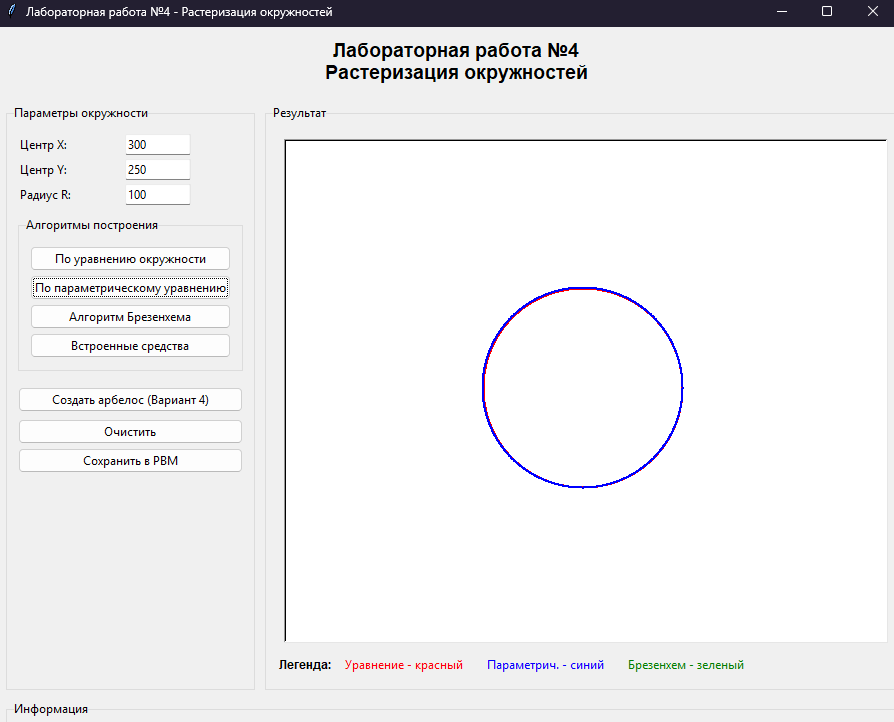 Лабораторная работа №4 - Растеризация окружностей
Лабораторная работа №4
Растеризация окружностей
Параметры окружности
Центр X:
300
Центр Y:
250
Радиус R:
100
Алгоритмы построения
По уравнению окружности
По параметрическому уравнению
Алгоритм Брезенхема
Встроенные средства
Создать арбелос (Вариант 4)
Очистить
Сохранить в PBM
Результат
Легенда: Уравнение - красный Параметрич. - синий Брезенхем - зеленый
Информация